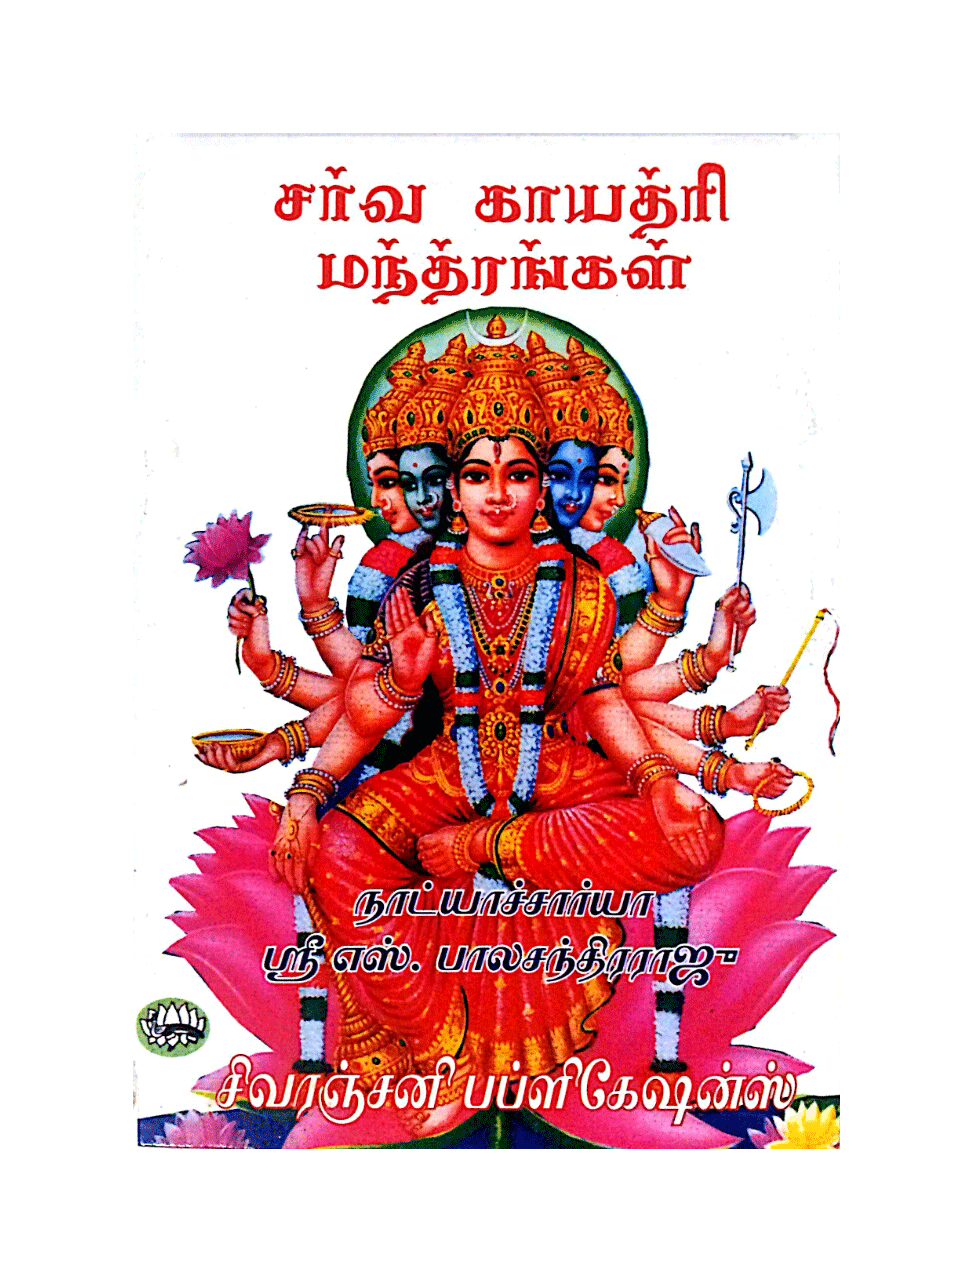 சர்வ காயத்ரி
மந்த்ரங்கள்
நாட்யாச்சார்யா
ஸ்ரீ எஸ். பாலசந்திரராஜு
சிவரஞ்சனி பப்ளிகேஷன்ஸ்